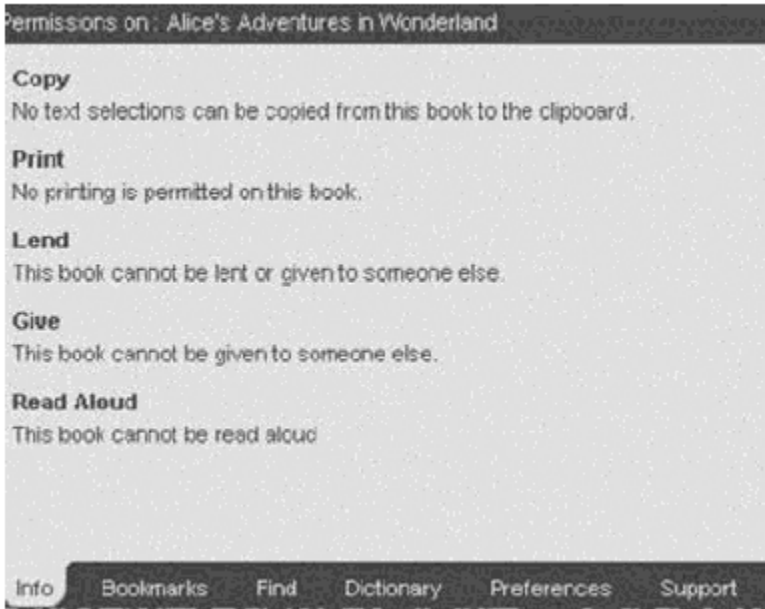 Permissions on : Alice's Adventures in Wonderland
Copy
No text selections can be copied from this book to the clipboard.
Print
No printing is permitted on this book.
Lend
This book cannot be lent or given to someone else.
Give
This book cannot be given to someone else.
Read Aloud
This book cannot be read aloud
Info Bookmarks Find Dictionary Preferences Support